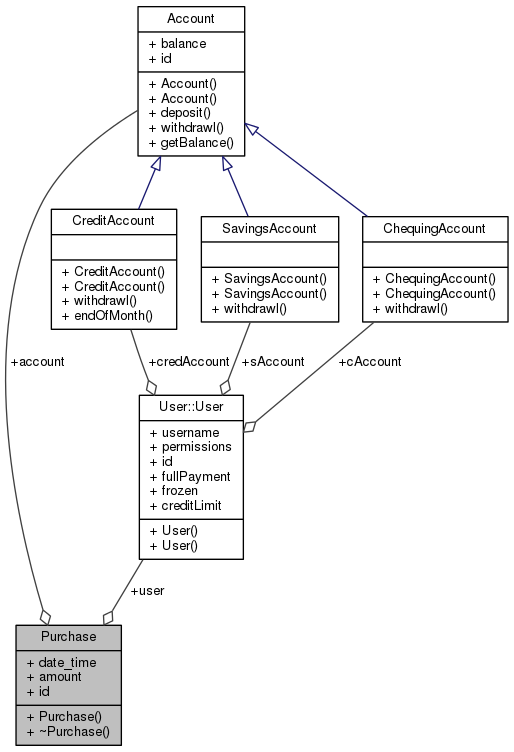 Account
+ balance
+ id
+ Account()
+ Account()
+ deposit()
+ withdrawl()
+ getBalance()
CreditAccount
+ CreditAccount()
+ CreditAccount()
+ withdrawl()
+ endOfMonth()
SavingsAccount
+ SavingsAccount()
+ SavingsAccount()
+ withdrawl()
ChequingAccount
+ ChequingAccount()
+ ChequingAccount()
+ withdrawl()
+account
+credAccount
+sAccount
+cAccount
User::User
+ username
+ permissions
+ id
+ fullPayment
+ frozen
+ creditLimit
+ User()
+ User()
+user
Purchase
+ date_time
+ amount
+ id
+ Purchase()
+ ~Purchase()